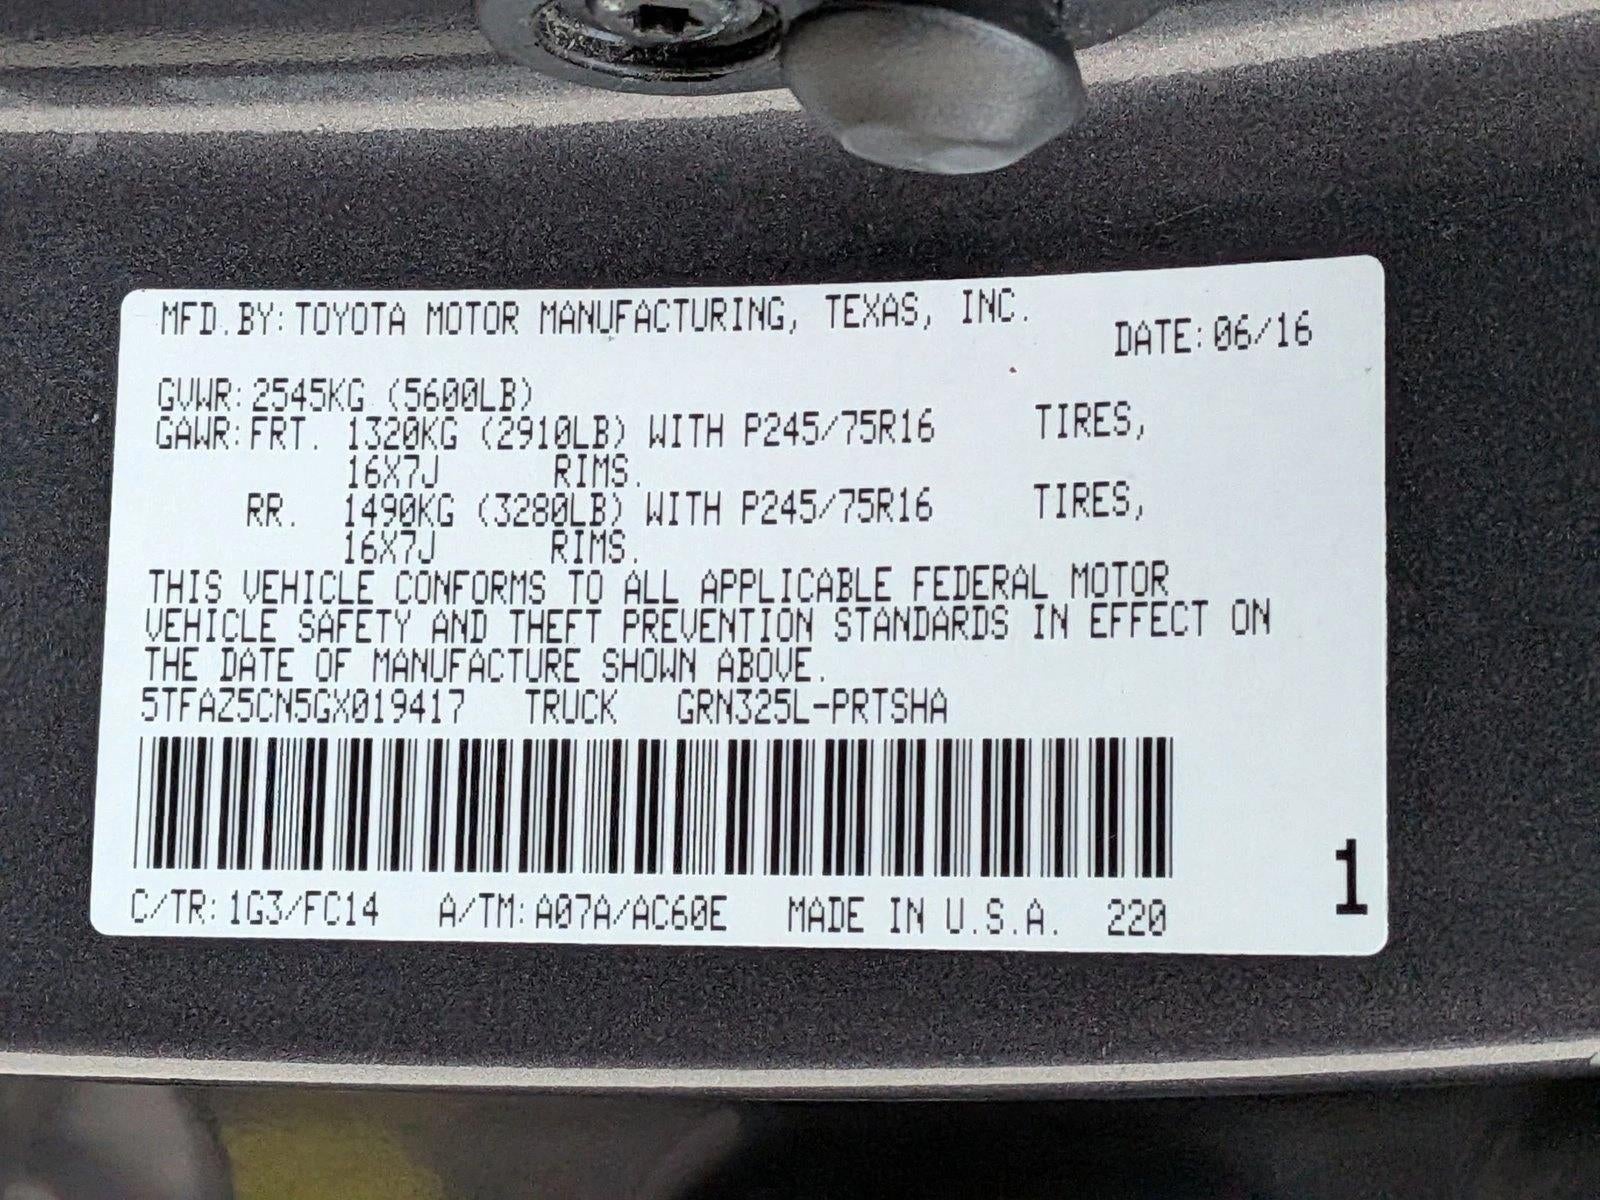 MFD.BY:TOYOTA MOTOR MANUFACTURING, TEXAS, INC.
DATE:06/16
GVWR:2545KG (5600LB)
GAWR:FRT. 1320KG (2910LB) WITH P245/75R16 TIRES,
16X7J RIMS.
RR. 1490KG (3280LB) WITH P245/75R16 TIRES,
16X7J RIMS.
THIS VEHICLE CONFORMS TO ALL APPLICABLE FEDERAL MOTOR
VEHICLE SAFETY AND THEFT PREVENTION STANDARDS IN EFFECT ON
THE DATE OF MANUFACTURE SHOWN ABOVE.
5TFAZ5CN5GX019417 TRUCK GRN325L-PRTSHA
1
C/TR:1G3/FC14 A/TM:A07A/AC60E MADE IN U.S.A. 220